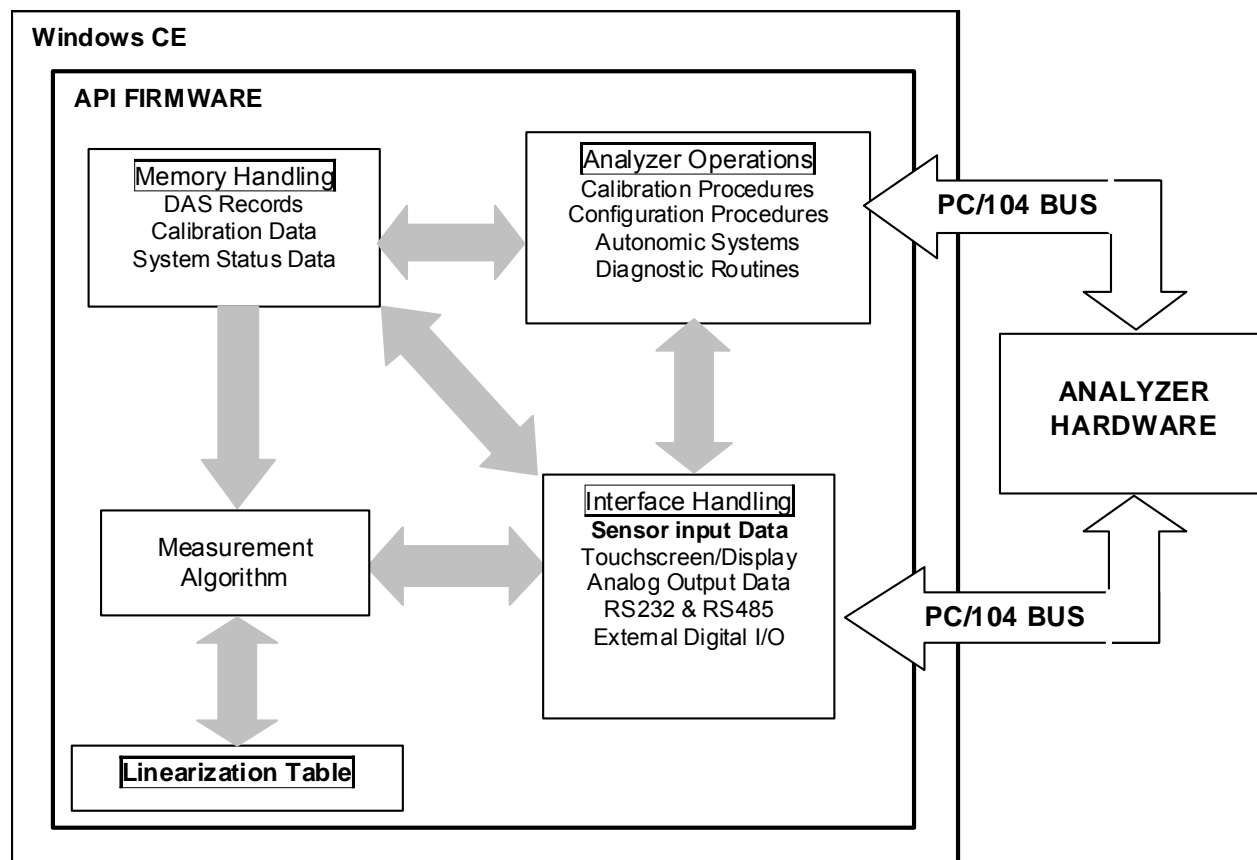 Windows CE
API FIRMWARE
Memory Handling
DAS Records
Calibration Data
System Status Data
Analyzer Operations
Calibration Procedures
Configuration Procedures
Autonomic Systems
Diagnostic Routines
PC/104 BUS
ANALYZER
HARDWARE
Measurement
Algorithm
Interface Handling
Sensor input Data
Touchscreen/Display
Analog Output Data
RS232 & RS485
External Digital I/O
PC/104 BUS
Linearization Table